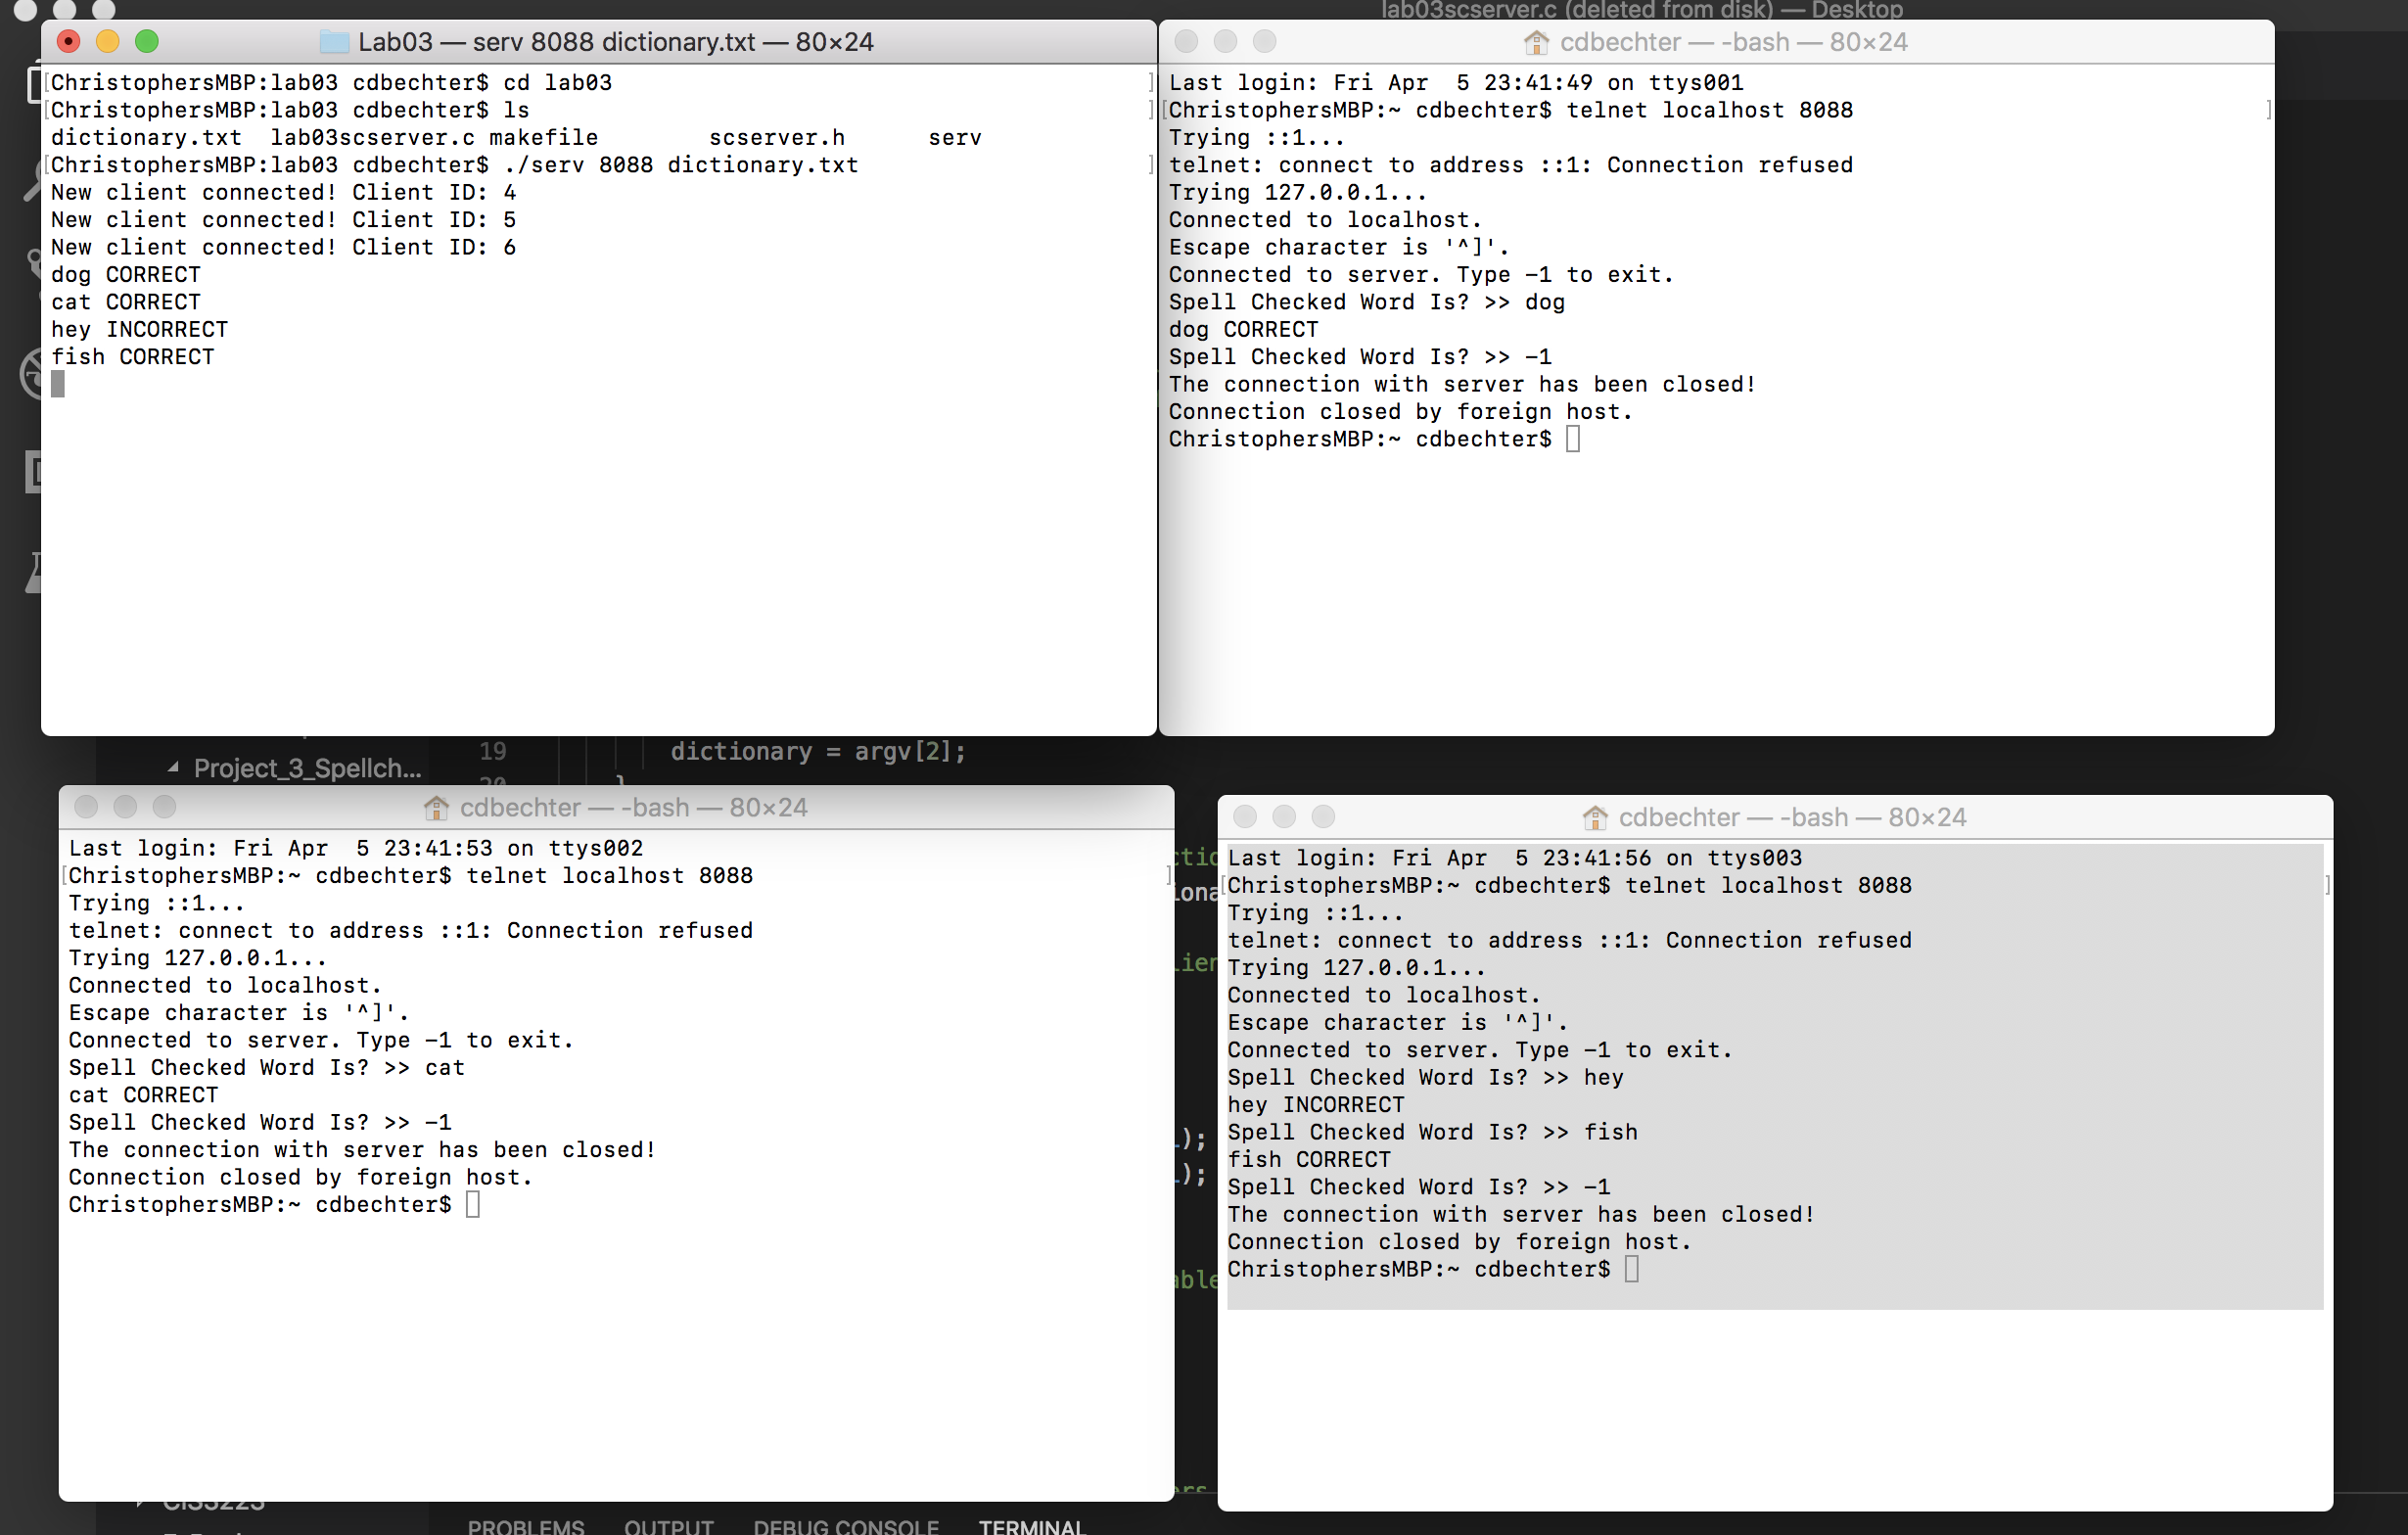 lab03scserver.c (deleted from disk) — Desktop
Lab03 — serv 8088 dictionary.txt — 80×24
ChristophersMBP:lab03 cdbechter$ cd lab03
ChristophersMBP:lab03 cdbechter$ ls
dictionary.txt  lab03scserver.c makefile        scserver.h      serv
ChristophersMBP:lab03 cdbechter$ ./serv 8088 dictionary.txt
New client connected! Client ID: 4
New client connected! Client ID: 5
New client connected! Client ID: 6
dog CORRECT
cat CORRECT
hey INCORRECT
fish CORRECT
cdbechter — -bash — 80×24
Last login: Fri Apr  5 23:41:49 on ttys001
ChristophersMBP:~ cdbechter$ telnet localhost 8088
Trying ::1...
telnet: connect to address ::1: Connection refused
Trying 127.0.0.1...
Connected to localhost.
Escape character is '^]'.
Connected to server. Type -1 to exit.
Spell Checked Word Is? >> dog
dog CORRECT
Spell Checked Word Is? >> -1
The connection with server has been closed!
Connection closed by foreign host.
ChristophersMBP:~ cdbechter$
19 dictionary = argv[2];
Project_3_Spellch...
cdbechter — -bash — 80×24
Last login: Fri Apr  5 23:41:53 on ttys002
ChristophersMBP:~ cdbechter$ telnet localhost 8088
Trying ::1...
telnet: connect to address ::1: Connection refused
Trying 127.0.0.1...
Connected to localhost.
Escape character is '^]'.
Connected to server. Type -1 to exit.
Spell Checked Word Is? >> cat
cat CORRECT
Spell Checked Word Is? >> -1
The connection with server has been closed!
Connection closed by foreign host.
ChristophersMBP:~ cdbechter$
cdbechter — -bash — 80×24
Last login: Fri Apr  5 23:41:56 on ttys003
ChristophersMBP:~ cdbechter$ telnet localhost 8088
Trying ::1...
telnet: connect to address ::1: Connection refused
Trying 127.0.0.1...
Connected to localhost.
Escape character is '^]'.
Connected to server. Type -1 to exit.
Spell Checked Word Is? >> hey
hey INCORRECT
Spell Checked Word Is? >> fish
fish CORRECT
Spell Checked Word Is? >> -1
The connection with server has been closed!
Connection closed by foreign host.
ChristophersMBP:~ cdbechter$
PROBLEMS OUTPUT DEBUG CONSOLE TERMINAL